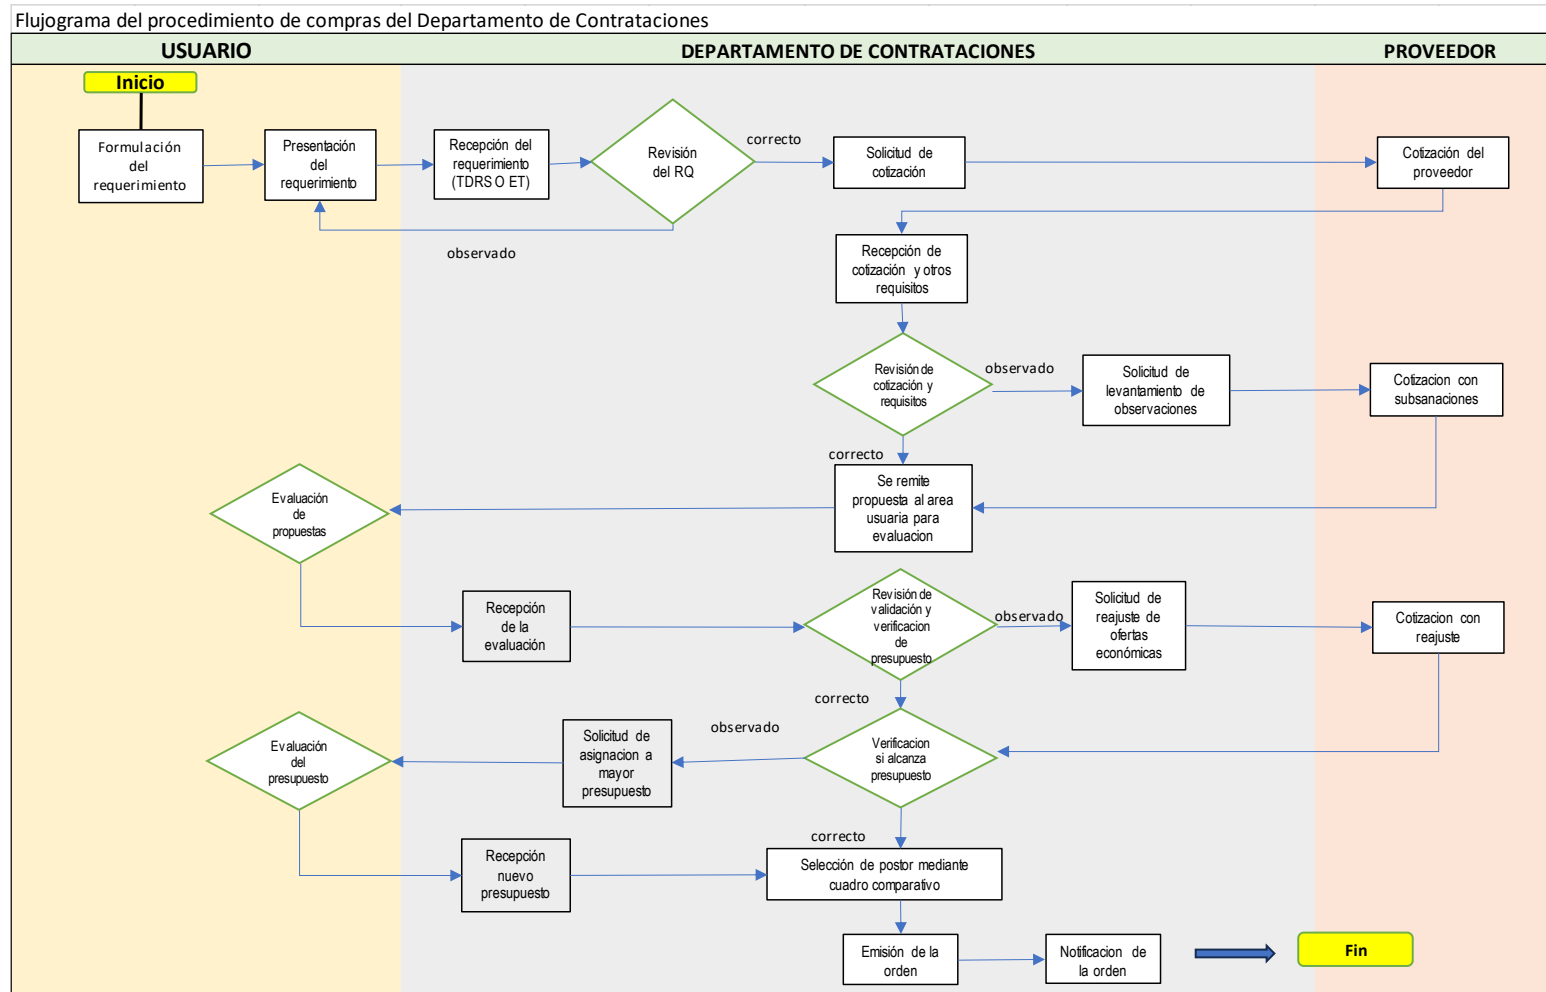 Flujograma del procedimiento de compras del Departamento de Contrataciones
USUARIO
DEPARTAMENTO DE CONTRATACIONES
PROVEEDOR
Inicio
Formulación
del
requerimiento
Presentación
del
requerimiento
Recepción del
requerimiento
(TDRS O ET)
Revisión
del RQ
correcto
Solicitud de
cotización
Cotización del
proveedor
observado
Recepción de
cotización y otros
requisitos
Revisión de
cotización y
requisitos
observado
Solicitud de
levantamiento de
observaciones
Cotizacion con
subsanaciones
correcto
Evaluación
de
propuestas
Se remite
propuesta al area
usuaria para
evaluacion
Recepción
de la
evaluación
Revisión de
validación y
verificacion
de
presupuesto
observado
Solicitud de
reajuste de
ofertas
económicas
Cotizacion con
reajuste
correcto
Evaluación
del
presupuesto
Solicitud de
asignacion a
mayor
presupuesto
observado
Verificacion
si alcanza
presupuesto
correcto
Recepción
nuevo
presupuesto
Selección de postor mediante
cuadro comparativo
Emisión de la
orden
Notificacion de
la orden
Fin